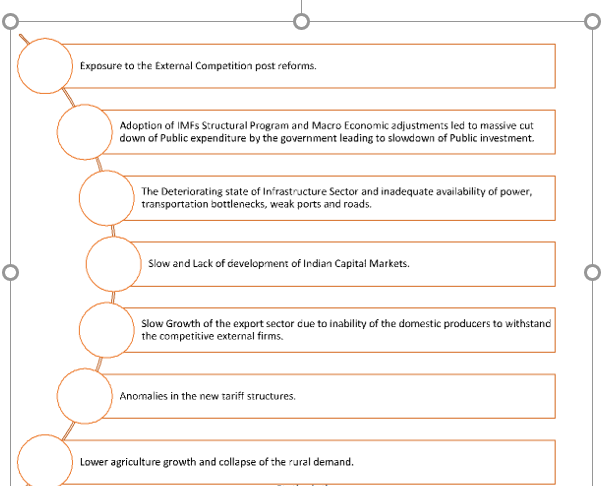 Exposure to the External Competition post reforms.
Adoption of IMFs Structural Program and Macro Economic adjustments led to massive cut
down of Public expenditure by the government leading to slowdown of Public investment.
The Deteriorating state of Infrastructure Sector and inadequate availability of power,
transportation bottlenecks, weak ports and roads.
Slow and Lack of development of Indian Capital Markets.
Slow Growth of the export sector due to inability of the domestic producers to withstand
the competitive external firms.
Anomalies in the new tariff structures.
Lower agriculture growth and collapse of the rural demand.